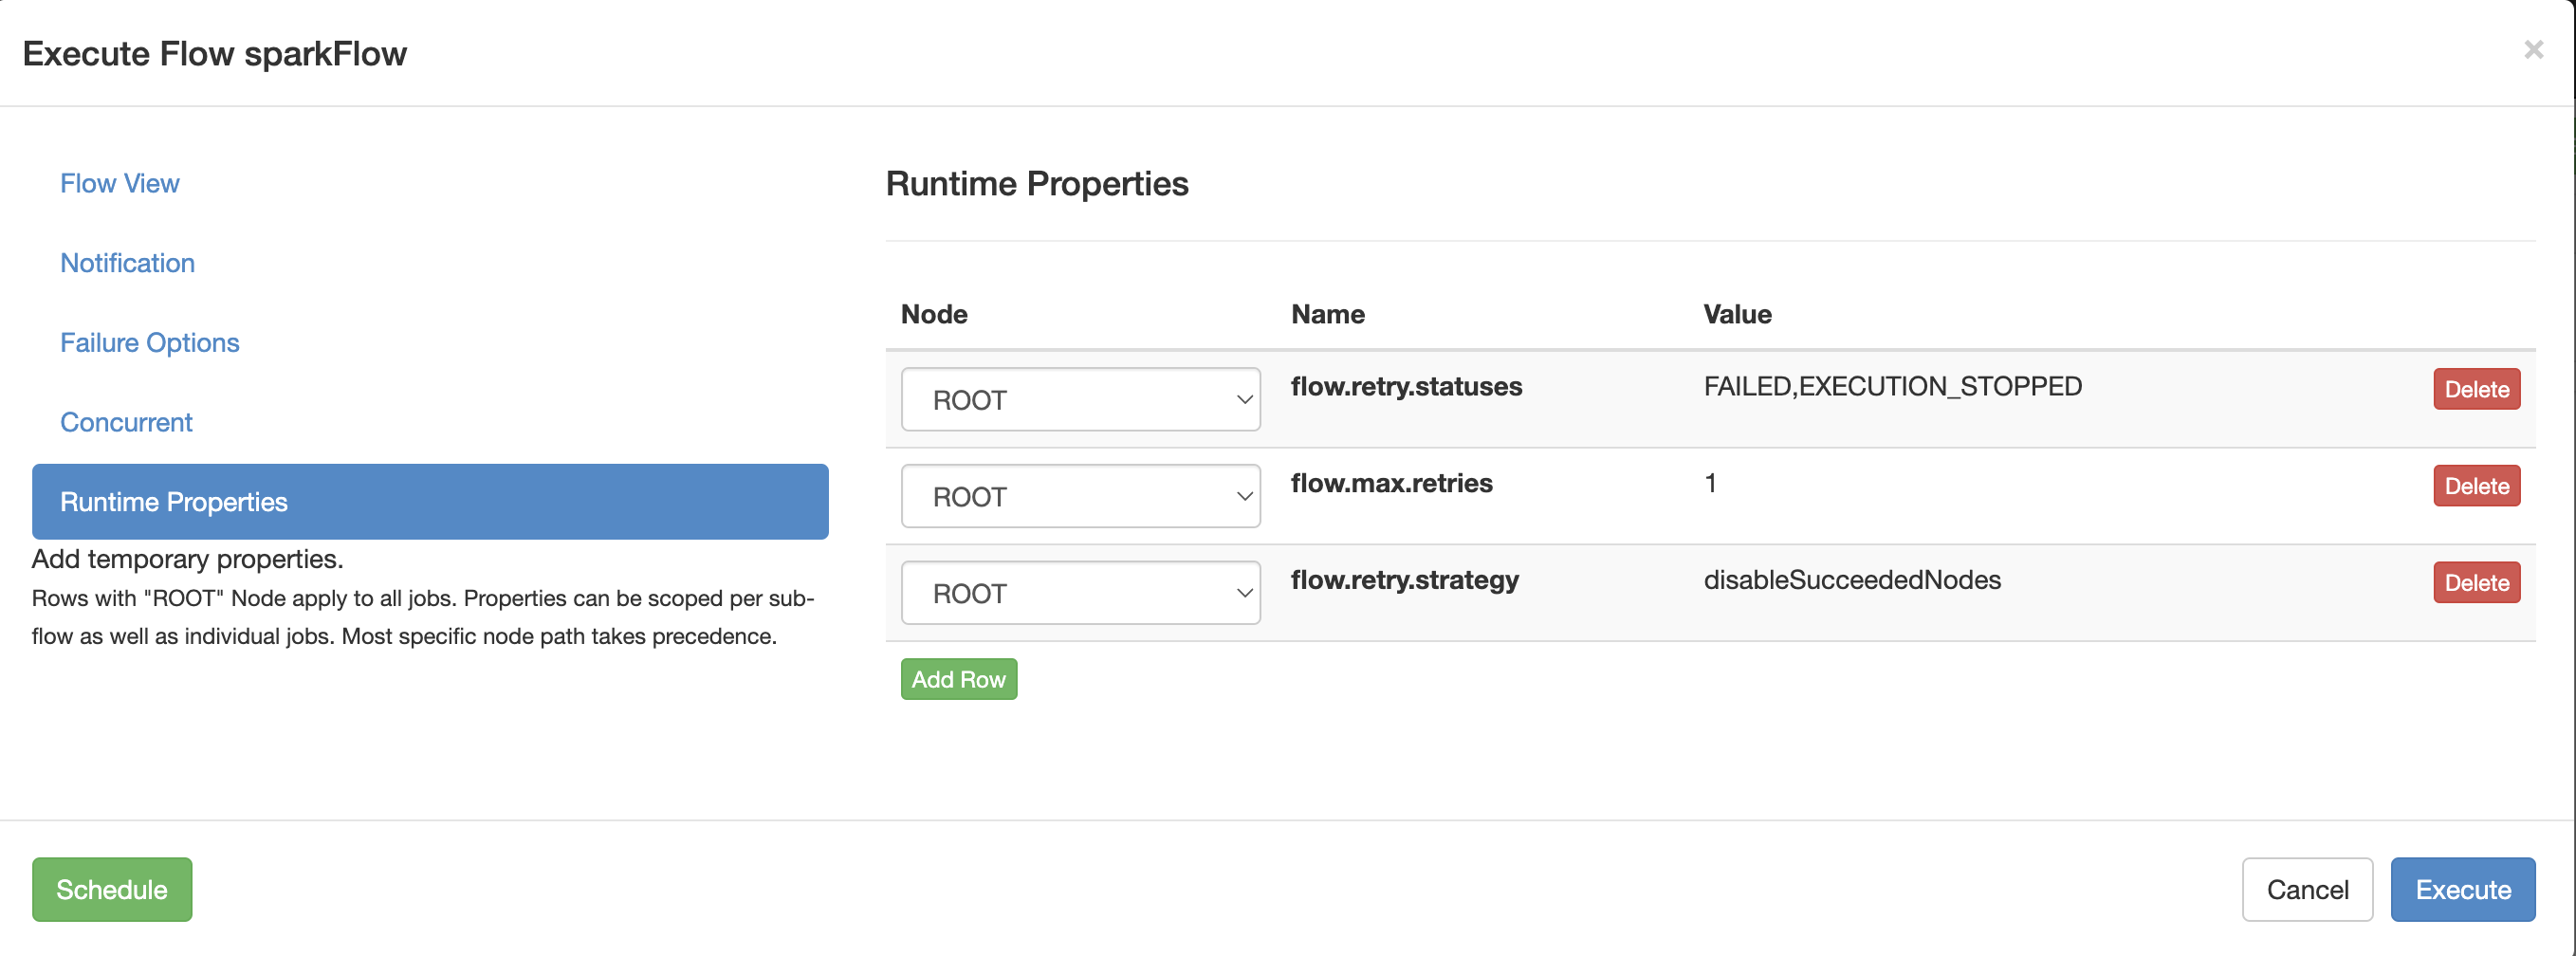 Execute Flow sparkFlow
×
Flow View
Notification
Failure Options
Concurrent
Runtime Properties
Add temporary properties.
Rows with "ROOT" Node apply to all jobs. Properties can be scoped per sub-
flow as well as individual jobs. Most specific node path takes precedence.
Runtime Properties
Node Name Value
ROOT flow.retry.statuses FAILED,EXECUTION_STOPPED Delete
ROOT flow.max.retries 1 Delete
ROOT flow.retry.strategy disableSucceededNodes Delete
Add Row
Schedule Cancel Execute